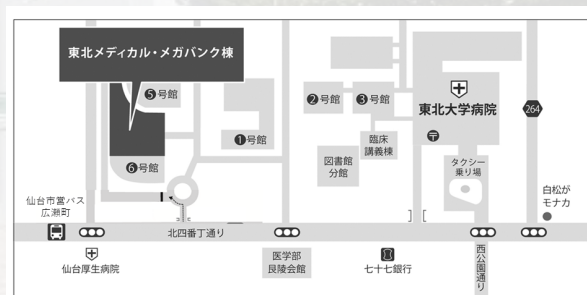 東北メディカル・メガバンク棟
❺号館
❷号館
❸号館
東北大学病院
264
❶号館
臨床
講義棟
〒
図書館
分館
タクシー
乗り場
❻号館
白松が
モナカ
仙台市営バス
広瀬町
北四番丁通り
西公園通り
仙台厚生病院
医学部
良陵会館
七十七銀行